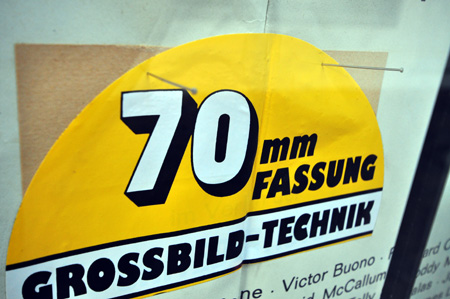 70
mm
FASSUNG
GROSSBILD-TECHNIK
Victor Buono ·
McCallum